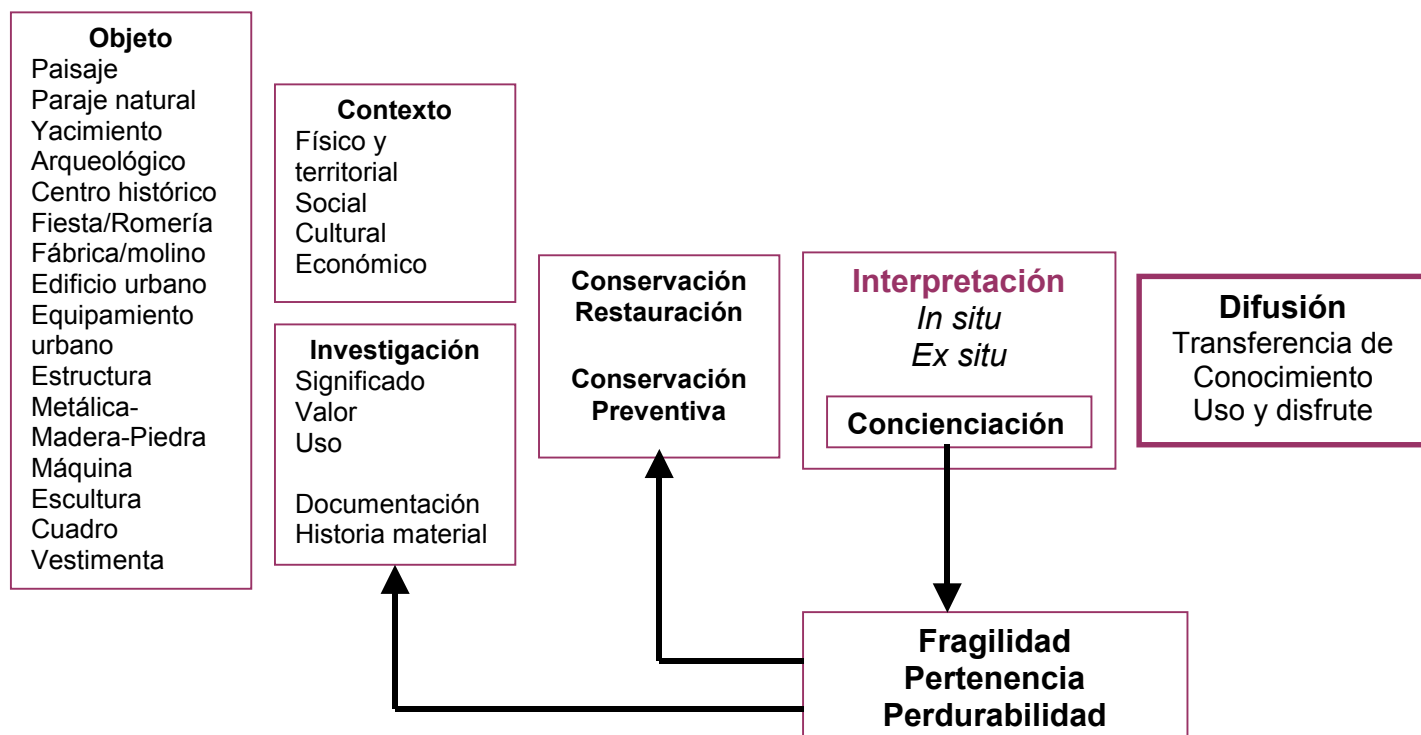 Objeto
Paisaje
Paraje natural
Yacimiento
Arqueológico
Centro histórico
Fiesta/Romería
Fábrica/molino
Edificio urbano
Equipamiento
urbano
Estructura
Metálica-
Madera-Piedra
Máquina
Escultura
Cuadro
Vestimenta
Contexto
Físico y
territorial
Social
Cultural
Económico
Investigación
Significado
Valor
Uso
Documentación
Historia material
Conservación
Restauración
Conservación
Preventiva
Interpretación
In situ
Ex situ
Concienciación
Difusión
Transferencia de
Conocimiento
Uso y disfrute
Fragilidad
Pertenencia
Perdurabilidad